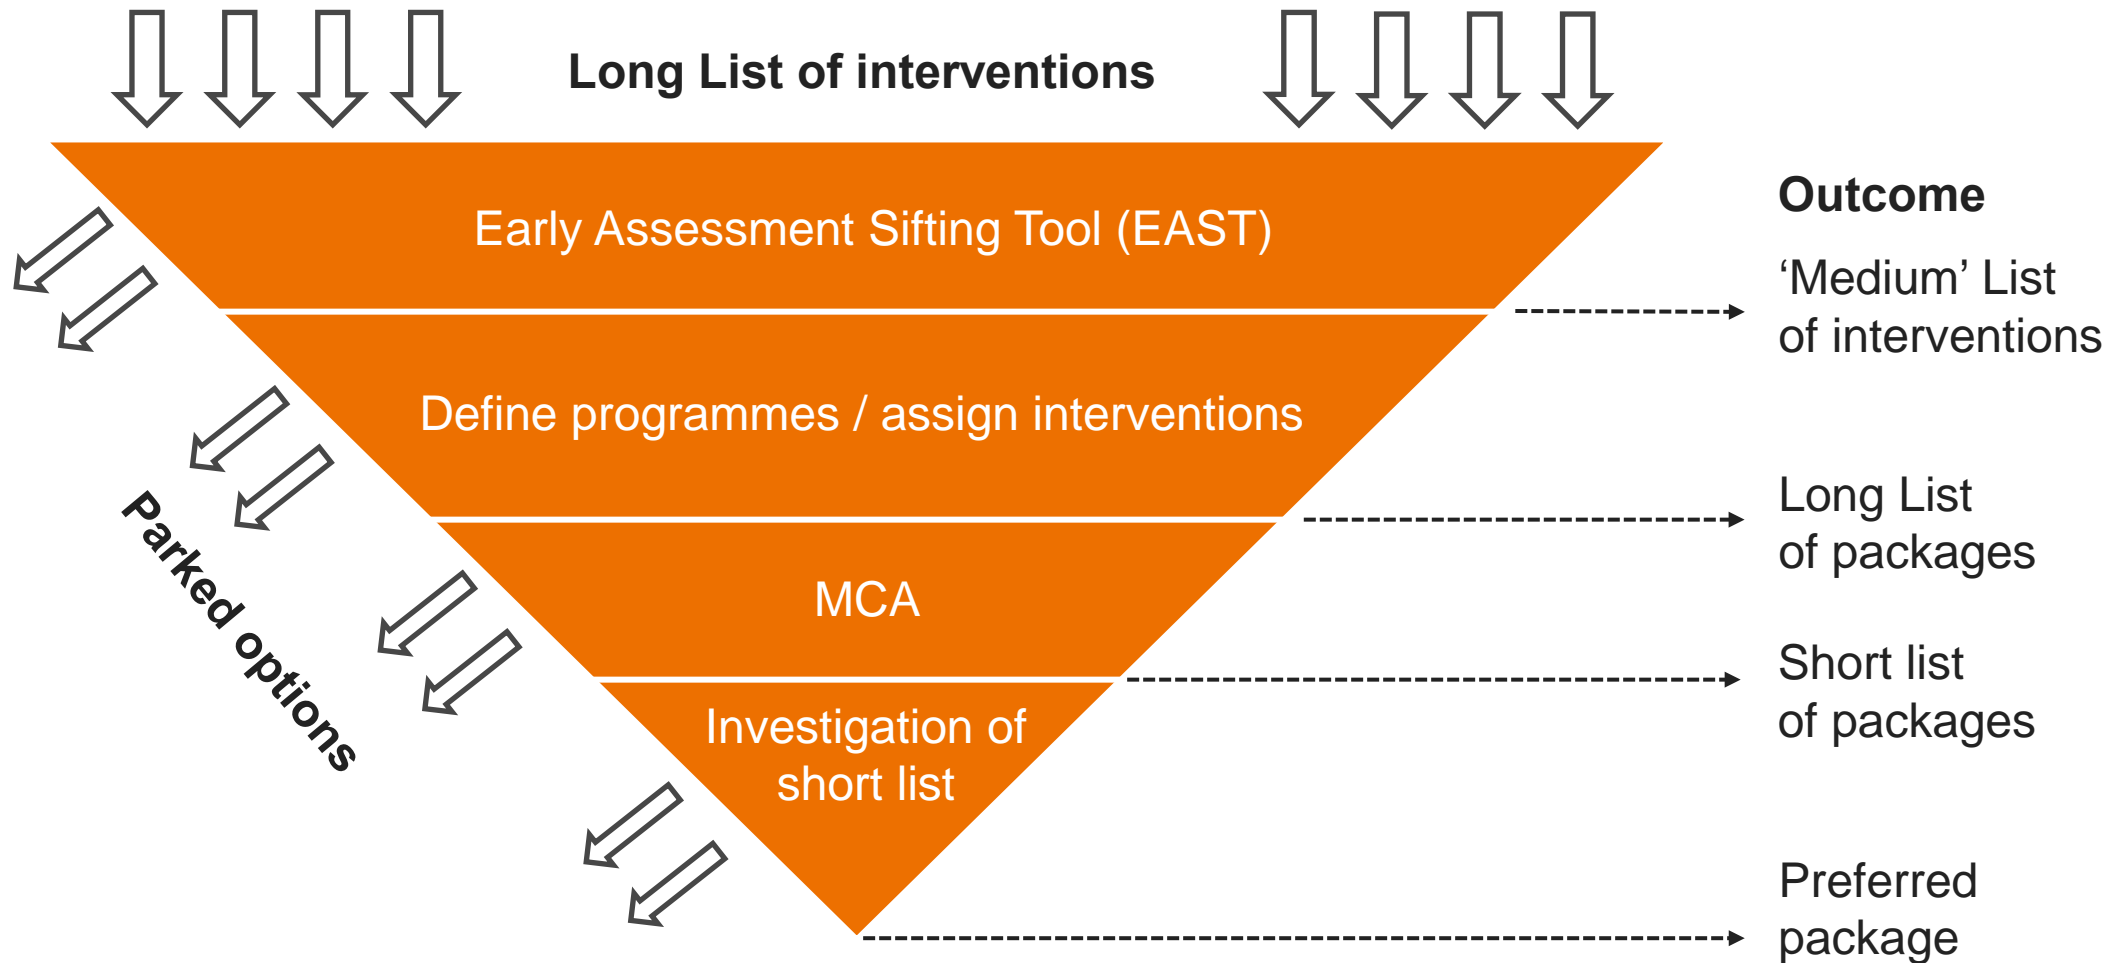 Long List of interventions
Early Assessment Sifting Tool (EAST)
Define programmes / assign interventions
MCA
Investigation of
short list
Parked options
Outcome
‘Medium’ List
of interventions
Long List
of packages
Short list
of packages
Preferred
package